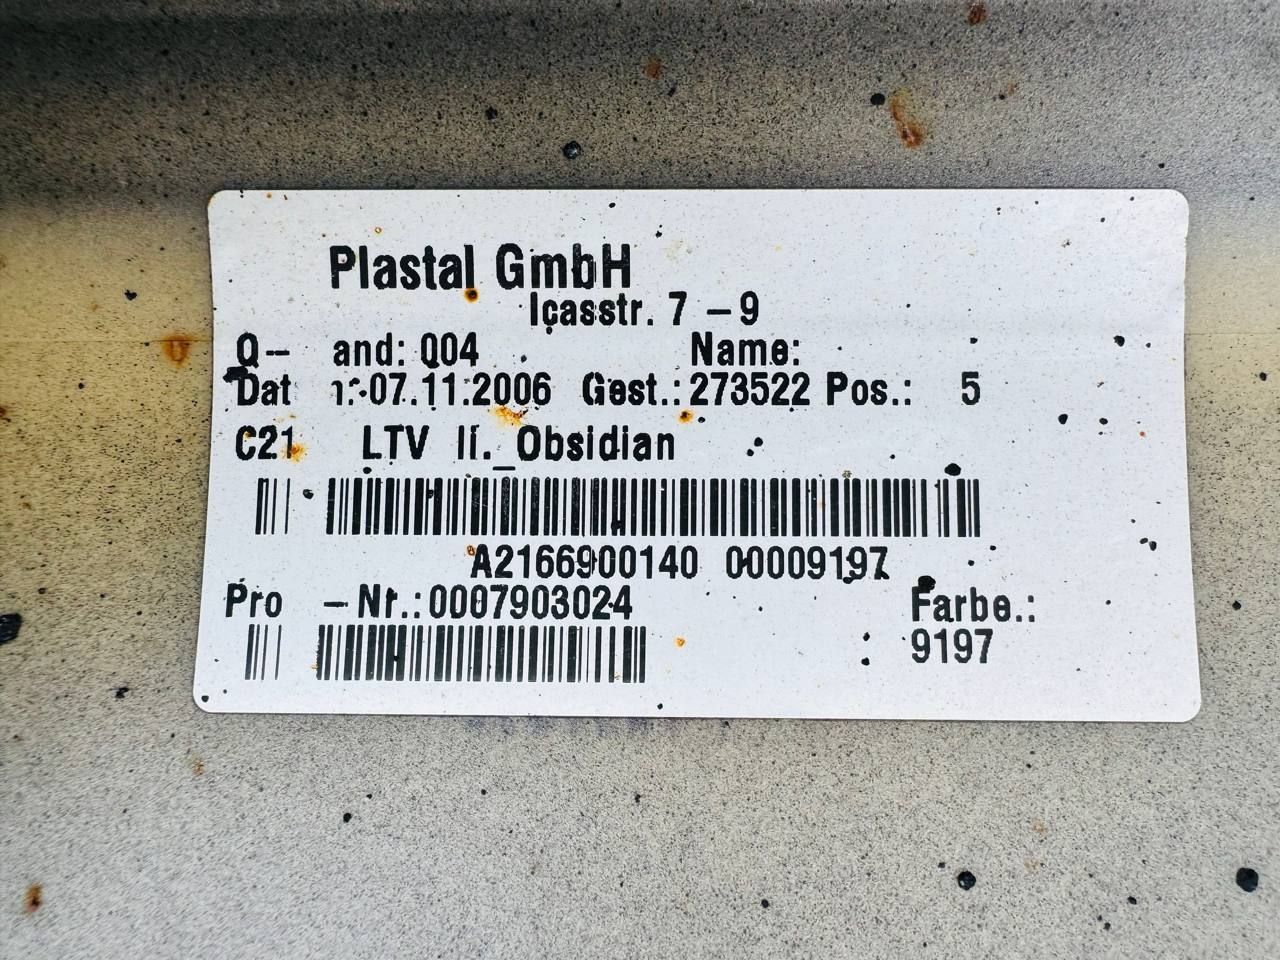 Plastal GmbH
Içasstr. 7 – 9
Q– and: Q04 Name:
Dat 07.11.2006 Gest.: 273522 Pos.: 5
C21 LTV li._Obsidian
A2166900140 00009197
Pro –Nr.:0007903024 Farbe.:
9197